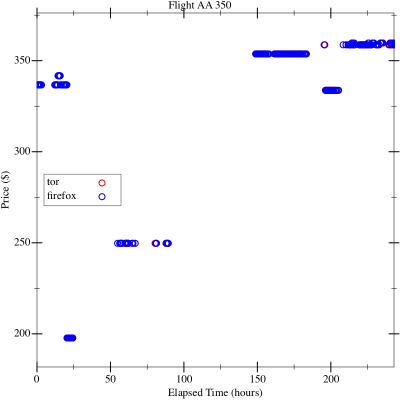 Flight AA 350
350
300
250
200
Price ($)
tor
firefox
0 50 100 150 200
Elapsed Time (hours)